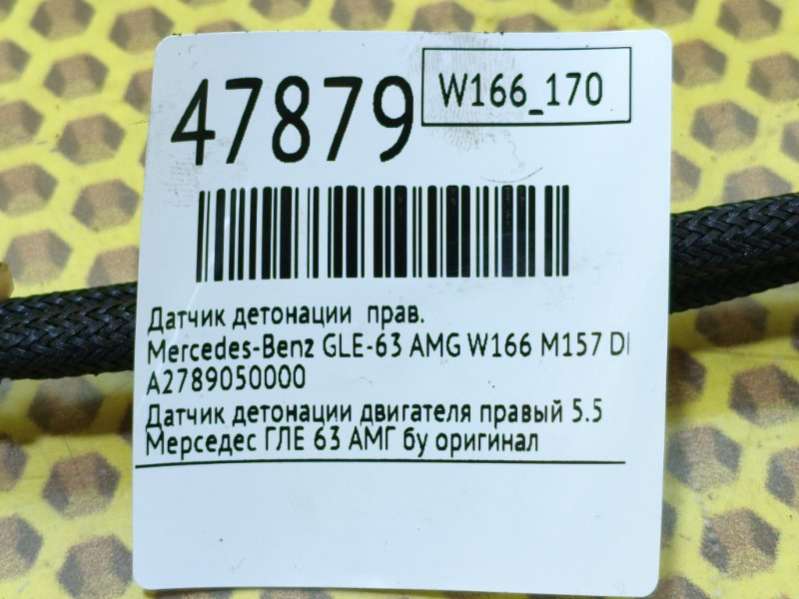 47879
W166_170
Датчик детонации прав.
Mercedes-Benz GLE-63 AMG W166 M157
A2789050000
Датчик детонации двигателя правый 5.5
Мерседес ГЛЕ 63 АМГ бу оригинал